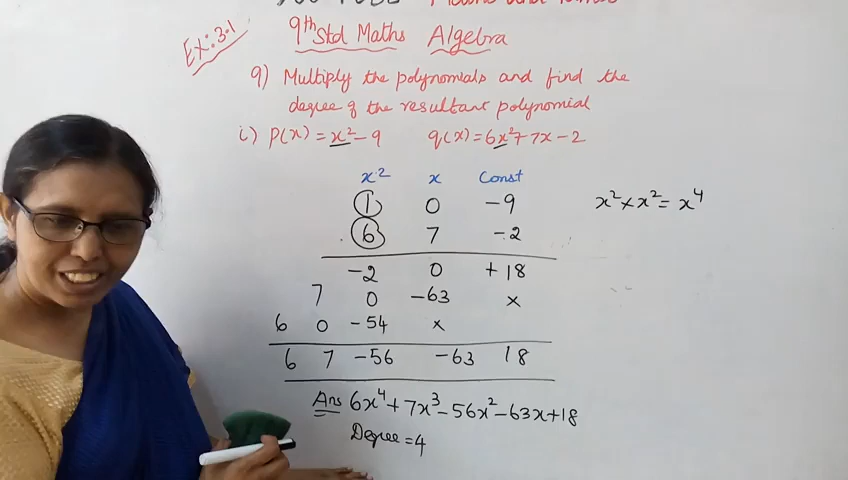 Ex: 3.1
9th Std Maths Algebra
9) Multiply the polynomials and find the
degree of the resultant polynomial
i) P(x) = x² - 9 q(x) = 6x² + 7x - 2
x² x Const
1 0 -9
6 7 -2
x² × x² = x⁴
-2 0 +18
7 0 -63 x
6 0 -54 x
6 7 -56 -63 18
Ans 6x⁴ + 7x³ - 56x² - 63x + 18
Degree = 4